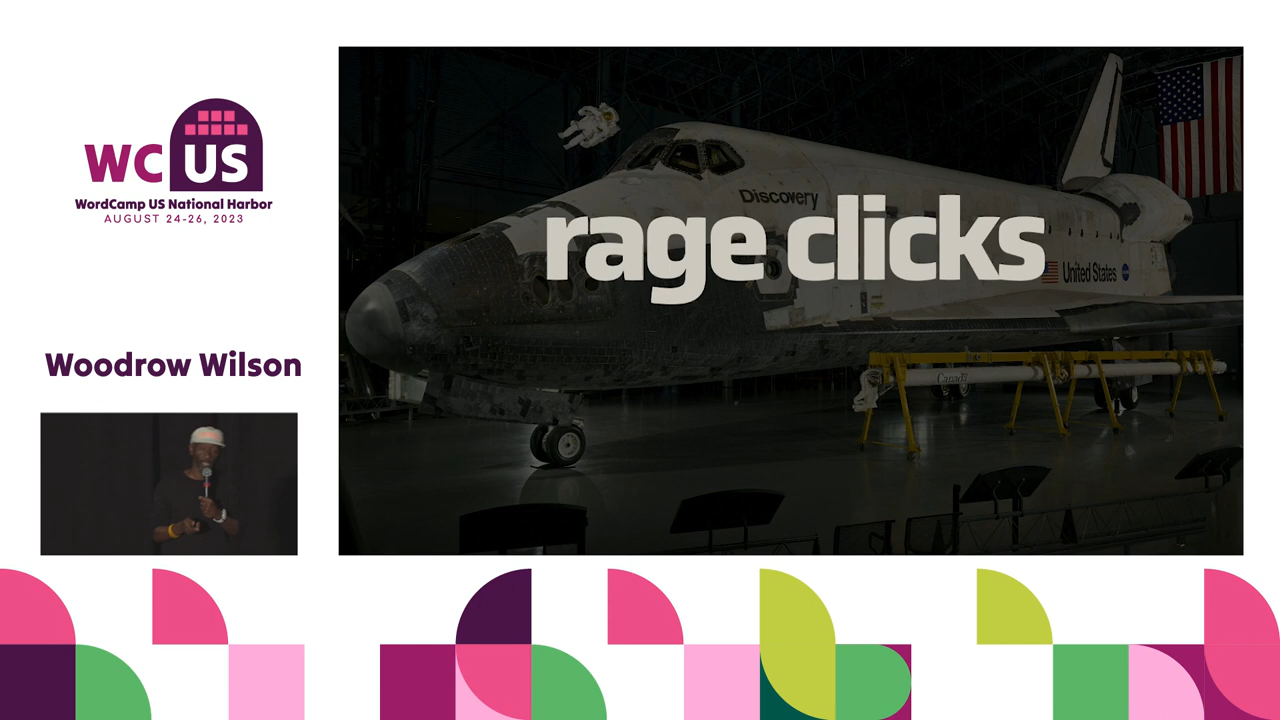 WC US
WordCamp US National Harbor
AUGUST 24-26, 2023
Woodrow Wilson
Discovery
rage clicks
United States
Canada